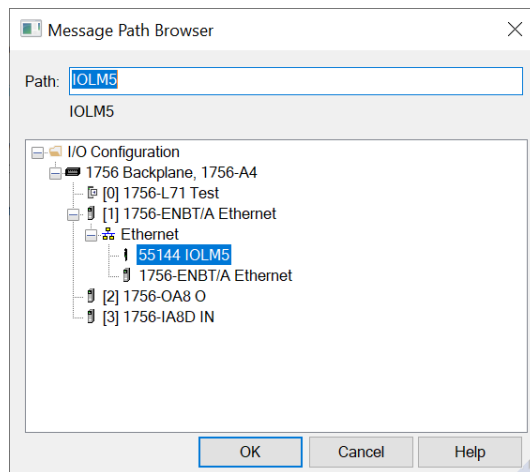 Message Path Browser
Path: IOLM5
IOLM5
I/O Configuration
1756 Backplane, 1756-A4
[0] 1756-L71 Test
[1] 1756-ENBT/A Ethernet
Ethernet
55144 IOLM5
1756-ENBT/A Ethernet
[2] 1756-OA8 O
[3] 1756-IA8D IN
OK Cancel Help